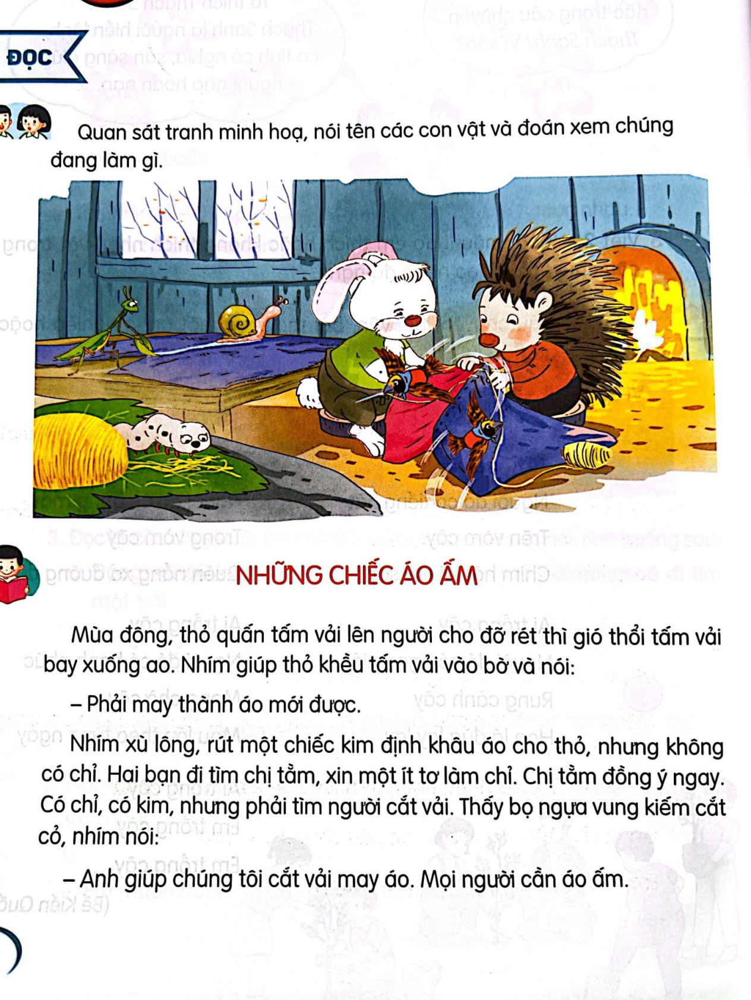 ĐỌC
Quan sát tranh minh hoạ, nói tên các con vật và đoán xem chúng
đang làm gì.
NHỮNG CHIẾC ÁO ẤM
Mùa đông, thỏ quấn tấm vải lên người cho đỡ rét thì gió thổi tấm vải
bay xuống ao. Nhím giúp thỏ khều tấm vải vào bờ và nói:
– Phải may thành áo mới được.
Nhím xù lông, rút một chiếc kim định khâu áo cho thỏ, nhưng không
có chỉ. Hai bạn đi tìm chị tằm, xin một ít tơ làm chỉ. Chị tằm đồng ý ngay.
Có chỉ, có kim, nhưng phải tìm người cắt vải. Thấy bọ ngựa vung kiếm cắt
cỏ, nhím nói:
– Anh giúp chúng tôi cắt vải may áo. Mọi người cần áo ấm.